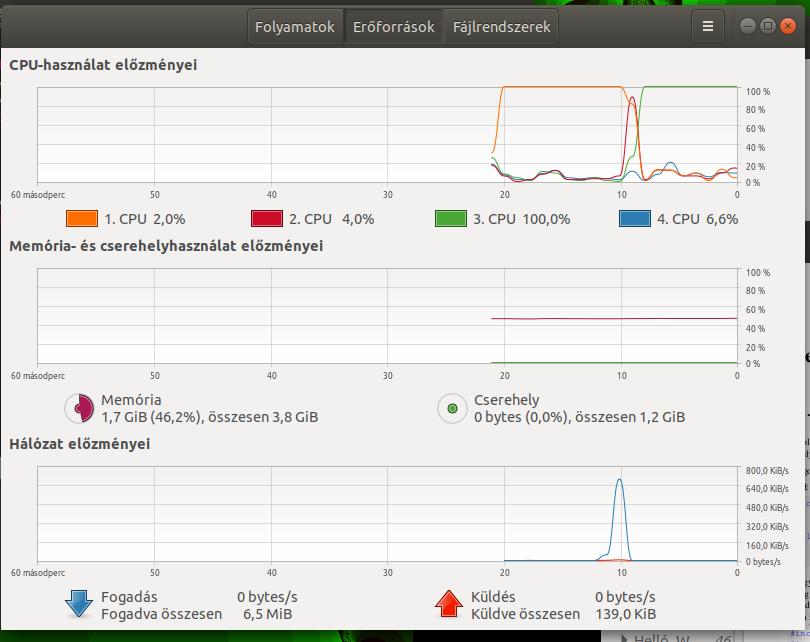 Folyamatok Erőforrások Fájlrendszerek
CPU-használat előzményei
100 %
80 %
60 %
40 %
20 %
0 %
60 másodperc 50 40 30 20 10 0
1. CPU 2,0% 2. CPU 4,0% 3. CPU 100,0% 4. CPU 6,6%
Memória- és cserehelyhasználat előzményei
100 %
80 %
60 %
40 %
20 %
0 %
60 másodperc 50 40 30 20 10 0
Memória
1,7 GiB (46,2%), összesen 3,8 GiB
Cserehely
0 bytes (0,0%), összesen 1,2 GiB
Hálózat előzményei
800,0 KiB/s
640,0 KiB/s
480,0 KiB/s
320,0 KiB/s
160,0 KiB/s
0 bytes/s
60 másodperc 50 40 30 20 10 0
Fogadás 0 bytes/s
Fogadva összesen 6,5 MiB
Küldés 0 bytes/s
Küldve összesen 139,0 KiB
Helló, W 46